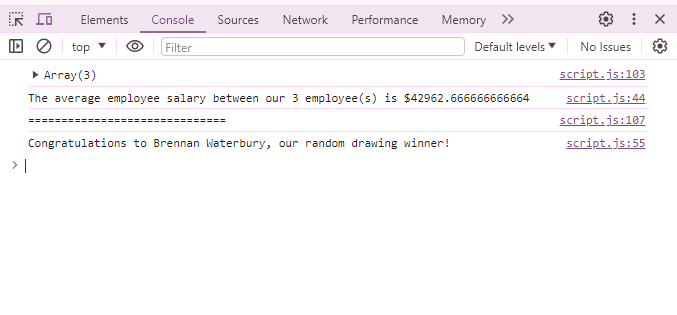 Elements Console Sources Network Performance Memory
top Filter Default levels No Issues
Array(3) script.js:103
The average employee salary between our 3 employee(s) is $42962.666666666664 script.js:44
============================== script.js:107
Congratulations to Brennan Waterbury, our random drawing winner! script.js:55